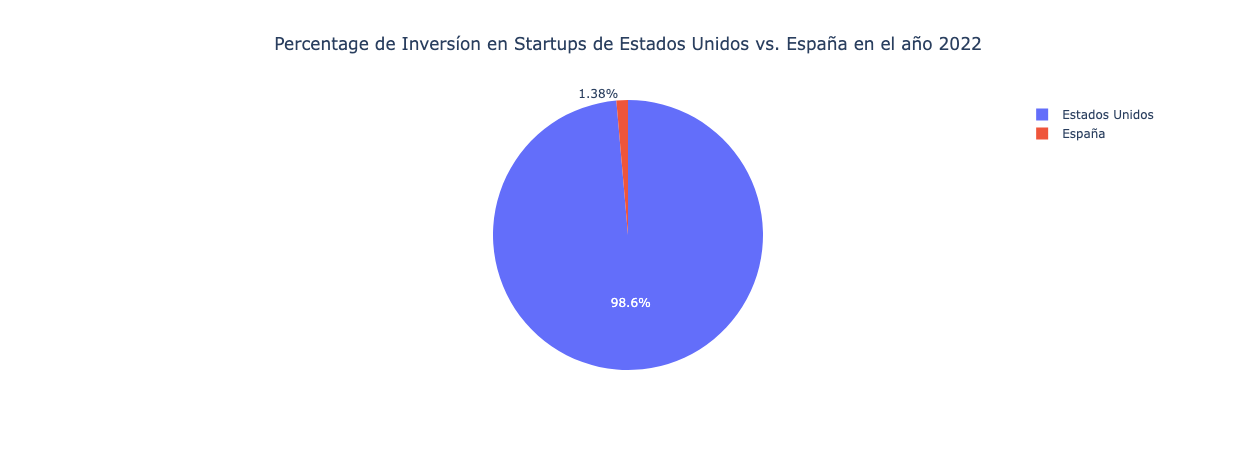 Percentage de Inversíon en Startups de Estados Unidos vs. España en el año 2022
1.38%
Estados Unidos
España
98.6%